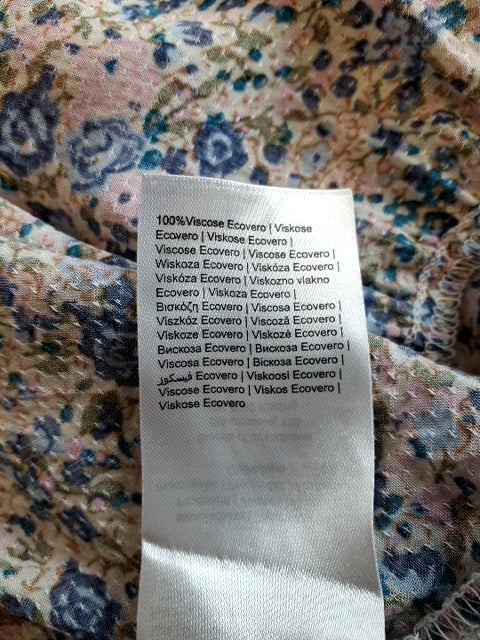 100%Viscose Ecovero | Viskose
Ecovero | Viskose Ecovero |
Viscose Ecovero | Viscose Ecovero |
Wiskoza Ecovero | Viskóza Ecovero |
Viskóza Ecovero | Viskozno vlakno
Ecovero | Viskoza Ecovero |
Βισκόζη Ecovero | Viscosa Ecovero |
Viszkóz Ecovero | Viscoză Ecovero |
Viskoze Ecovero | Viskozė Ecovero |
Вискоза Ecovero | Вискоза Ecovero |
Viscosa Ecovero | Віскоза Ecovero |
فيسكوز Ecovero | Viskoosi Ecovero |
Viscose Ecovero | Viskos Ecovero |
Viskose Ecovero